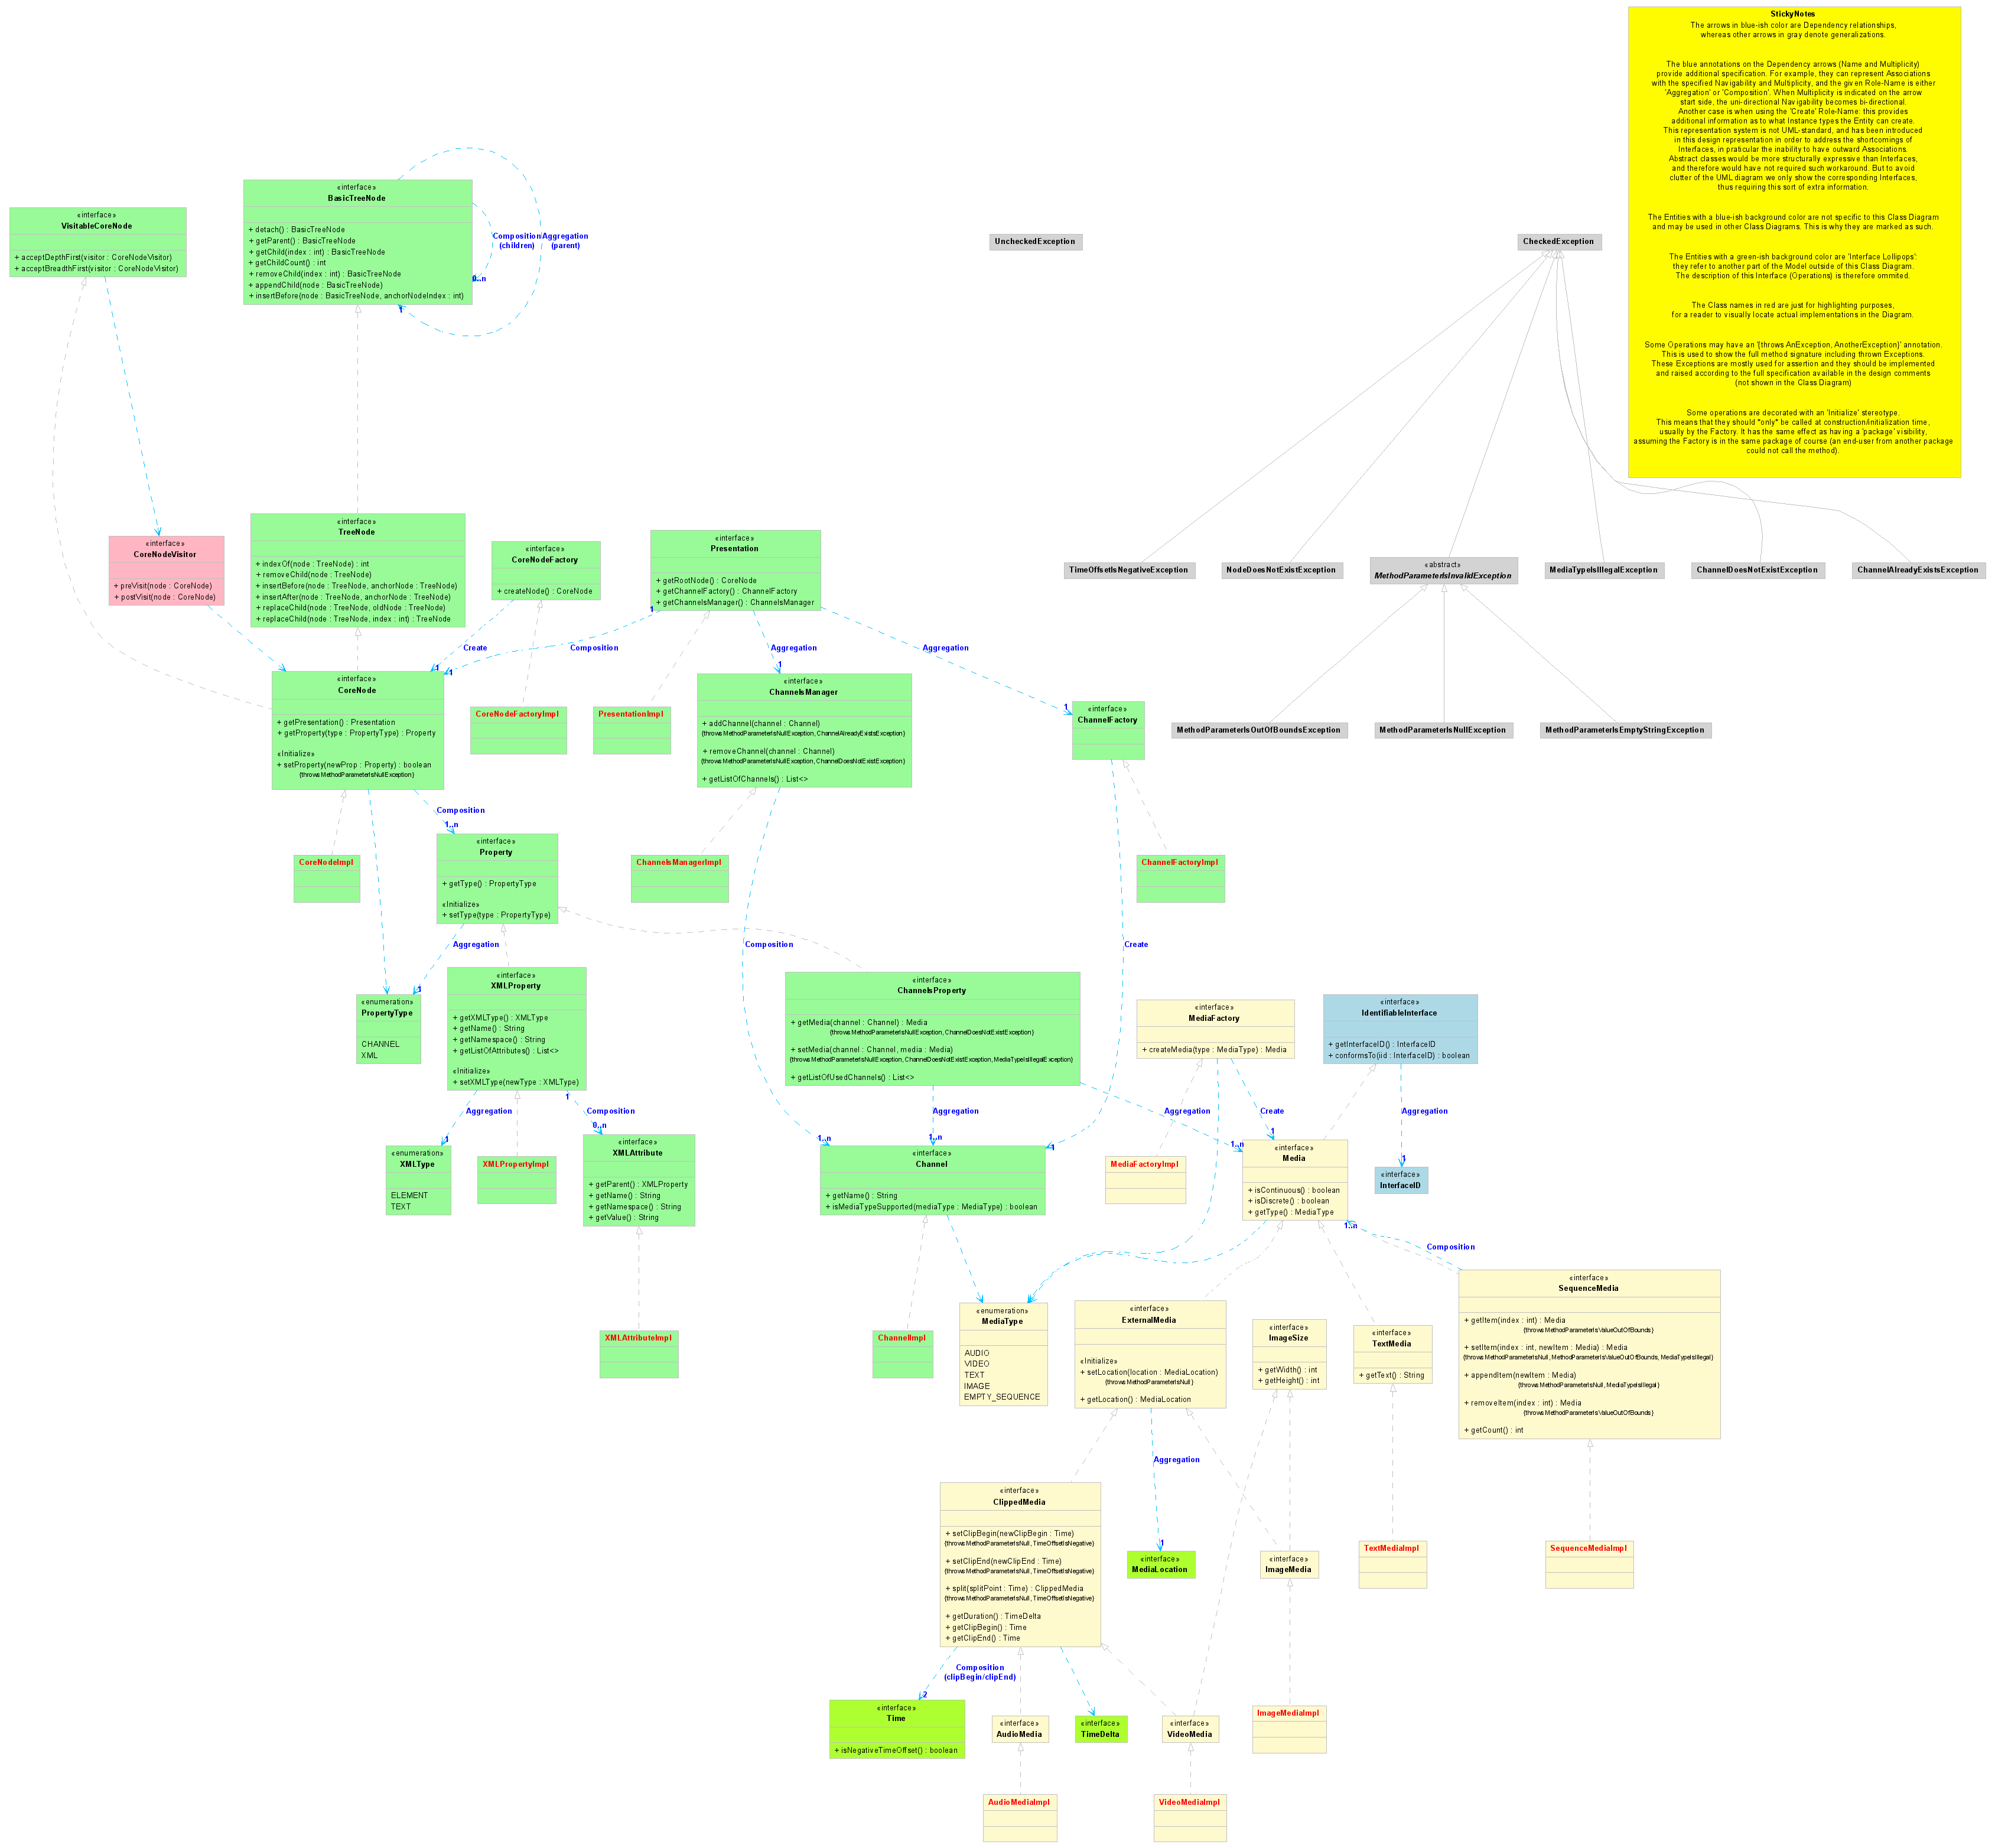 StickyNotes
The arrows in blue-ish color are Dependency relationships,
whereas other arrows in gray denote generalizations.
The blue annotations on the Dependency arrows (Name and Multiplicity)
provide additional specification. For example, they can represent Associations
with the specified Navigability and Multiplicity, and the given Role-Name is either
'Aggregation' or 'Composition'. When Multiplicity is indicated on the arrow
start side, the uni-directional Navigability becomes bi-directional.
Another case is when using the 'Create' Role-Name: this provides
additional information as to what Instance types the Entity can create.
This representation system is not UML-standard, and has been introduced
in this design representation in order to address the shortcomings of
Interfaces, in praticular the inability to have outward Associations.
Abstract classes would be more structurally expressive than Interfaces,
and therefore would have not required such workaround. But to avoid
clutter of the UML diagram we only show the corresponding Interfaces,
thus requiring this sort of extra information.
The Entities with a blue-ish background color are not specific to this Class Diagram
and may be used in other Class Diagrams. This is why they are marked as such.
The Entities with a green-ish background color are 'Interface Lollipops':
they refer to another part of the Model outside of this Class Diagram.
The description of this Interface (Operations) is therefore ommited.
The Class names in red are just for highlighting purposes,
for a reader to visually locate actual implementations in the Diagram.
Some Operations may have an '{throws AnException, AnotherException}' annotation.
This is used to show the full method signature including thrown Exceptions.
These Exceptions are mostly used for assertion and they should be implemented
and raised according to the full specification available in the design comments
(not shown in the Class Diagram)
Some operations are decorated with an 'Initialize' stereotype.
This means that they should "only" be called at construction/initialization time,
usually by the Factory. It has the same effect as having a 'package' visibility,
assuming the Factory is in the same package of course (an end-user from another package
could not call the method).
«interface»
BasicTreeNode
+ detach() : BasicTreeNode
+ getParent() : BasicTreeNode
+ getChild(index : int) : BasicTreeNode
+ getChildCount() : int
+ removeChild(index : int) : BasicTreeNode
+ appendChild(node : BasicTreeNode)
+ insertBefore(node : BasicTreeNode, anchorNodeIndex : int)
Composition
(children)
0..n
Aggregation
(parent)
1
«interface»
VisitableCoreNode
+ acceptDepthFirst(visitor : CoreNodeVisitor)
+ acceptBreadthFirst(visitor : CoreNodeVisitor)
UncheckedException
CheckedException
«interface»
CoreNodeVisitor
+ preVisit(node : CoreNode)
+ postVisit(node : CoreNode)
«interface»
TreeNode
+ indexOf(node : TreeNode) : int
+ removeChild(node : TreeNode)
+ insertBefore(node : TreeNode, anchorNode : TreeNode)
+ insertAfter(node : TreeNode, anchorNode : TreeNode)
+ replaceChild(node : TreeNode, oldNode : TreeNode)
+ replaceChild(node : TreeNode, index : int) : TreeNode
«interface»
CoreNodeFactory
+ createNode() : CoreNode
«interface»
Presentation
+ getRootNode() : CoreNode
+ getChannelFactory() : ChannelFactory
+ getChannelsManager() : ChannelsManager
TimeOffsetIsNegativeException
NodeDoesNotExistException
«abstract»
MethodParameterIsInvalidException
MediaTypeIsIllegalException
ChannelDoesNotExistException
ChannelAlreadyExistsException
Create
1
1
Composition
1
Aggregation
1
Aggregation
1
«interface»
CoreNode
+ getPresentation() : Presentation
+ getProperty(type : PropertyType) : Property
«Initialize»
+ setProperty(newProp : Property) : boolean
{throws MethodParameterIsNullException}
CoreNodeFactoryImpl
PresentationImpl
«interface»
ChannelsManager
+ addChannel(channel : Channel)
{throws MethodParameterIsNullException, ChannelAlreadyExistsException}
+ removeChannel(channel : Channel)
{throws MethodParameterIsNullException, ChannelDoesNotExistException}
+ getListOfChannels() : List<>
«interface»
ChannelFactory
MethodParameterIsOutOfBoundsException
MethodParameterIsNullException
MethodParameterIsEmptyStringException
Composition
1..n
CoreNodeImpl
«interface»
Property
+ getType() : PropertyType
«Initialize»
+ setType(type : PropertyType)
ChannelsManagerImpl
ChannelFactoryImpl
Aggregation
1
Composition
1..n
Create
1
«enumeration»
PropertyType
CHANNEL
XML
«interface»
XMLProperty
+ getXMLType() : XMLType
+ getName() : String
+ getNamespace() : String
+ getListOfAttributes() : List<>
«Initialize»
+ setXMLType(newType : XMLType)
«interface»
ChannelsProperty
+ getMedia(channel : Channel) : Media
{throws MethodParameterIsNullException, ChannelDoesNotExistException}
+ setMedia(channel : Channel, media : Media)
{throws MethodParameterIsNullException, ChannelDoesNotExistException, MediaTypeIsIllegalException}
+ getListOfUsedChannels() : List<>
«interface»
MediaFactory
+ createMedia(type : MediaType) : Media
«interface»
IdentifiableInterface
+ getInterfaceID() : InterfaceID
+ conformsTo(iid : InterfaceID) : boolean
Aggregation
1
1
Composition
0..n
Aggregation
1..n
Aggregation
1..n
Create
1
Aggregation
1
«enumeration»
XMLType
ELEMENT
TEXT
XMLPropertyImpl
«interface»
XMLAttribute
+ getParent() : XMLProperty
+ getName() : String
+ getNamespace() : String
+ getValue() : String
«interface»
Channel
+ getName() : String
+ isMediaTypeSupported(mediaType : MediaType) : boolean
MediaFactoryImpl
«interface»
Media
+ isContinuous() : boolean
+ isDiscrete() : boolean
+ getType() : MediaType
«interface»
InterfaceID
1..n
Composition
XMLAttributeImpl
ChannelImpl
«enumeration»
MediaType
AUDIO
VIDEO
TEXT
IMAGE
EMPTY_SEQUENCE
«interface»
ExternalMedia
«Initialize»
+ setLocation(location : MediaLocation)
{throws MethodParameterIsNull}
+ getLocation() : MediaLocation
«interface»
ImageSize
+ getWidth() : int
+ getHeight() : int
«interface»
TextMedia
+ getText() : String
«interface»
SequenceMedia
+ getItem(index : int) : Media
{throws MethodParameterIsValueOutOfBounds}
+ setItem(index : int, newItem : Media) : Media
{throws MethodParameterIsNull, MethodParameterIsValueOutOfBounds, MediaTypeIsIllegal}
+ appendItem(newItem : Media)
{throws MethodParameterIsNull, MediaTypeIsIllegal}
+ removeItem(index : int) : Media
{throws MethodParameterIsValueOutOfBounds}
+ getCount() : int
Aggregation
1
«interface»
ClippedMedia
+ setClipBegin(newClipBegin : Time)
{throws MethodParameterIsNull, TimeOffsetIsNegative}
+ setClipEnd(newClipEnd : Time)
{throws MethodParameterIsNull, TimeOffsetIsNegative}
+ split(splitPoint : Time) : ClippedMedia
{throws MethodParameterIsNull, TimeOffsetIsNegative}
+ getDuration() : TimeDelta
+ getClipBegin() : Time
+ getClipEnd() : Time
«interface»
MediaLocation
«interface»
ImageMedia
TextMediaImpl
SequenceMediaImpl
Composition
(clipBegin/clipEnd)
2
«interface»
Time
+ isNegativeTimeOffset() : boolean
«interface»
AudioMedia
«interface»
TimeDelta
«interface»
VideoMedia
ImageMediaImpl
AudioMediaImpl
VideoMediaImpl